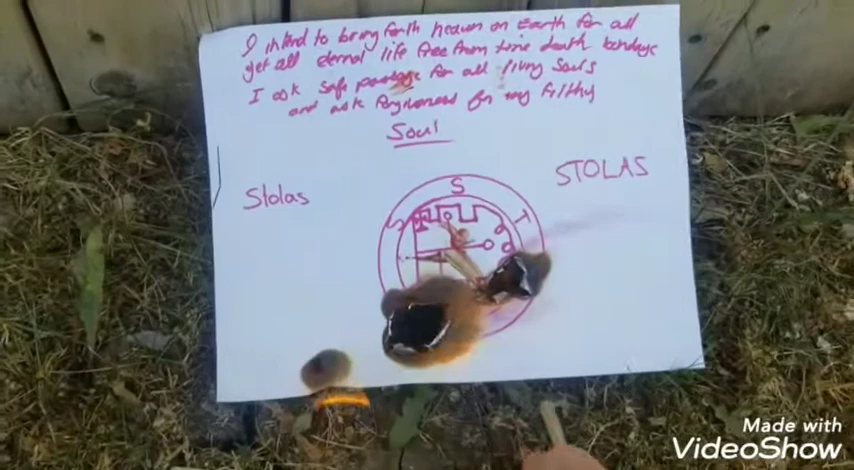 I intend to bring forth heaven on Earth for all
get all eternal life free from time death bondage
I ask safe passage for all living souls
and ask forgiveness for my filthy
Soul
Stolas
STOLAS
S
T
S
Made with
VideoShow